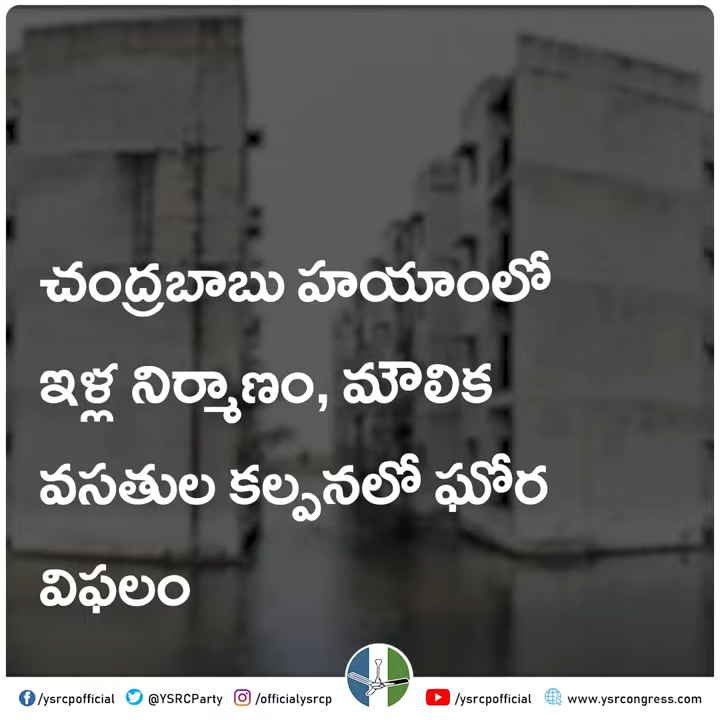 చంద్రబాబు హయాంలో
ఇళ్ల నిర్మాణం, మౌలిక
వసతుల కల్పనలో ఘోర
విఫలం
/ysrcpofficial @YSRCParty /officialysrcp /ysrcpofficial www.ysrcongress.com